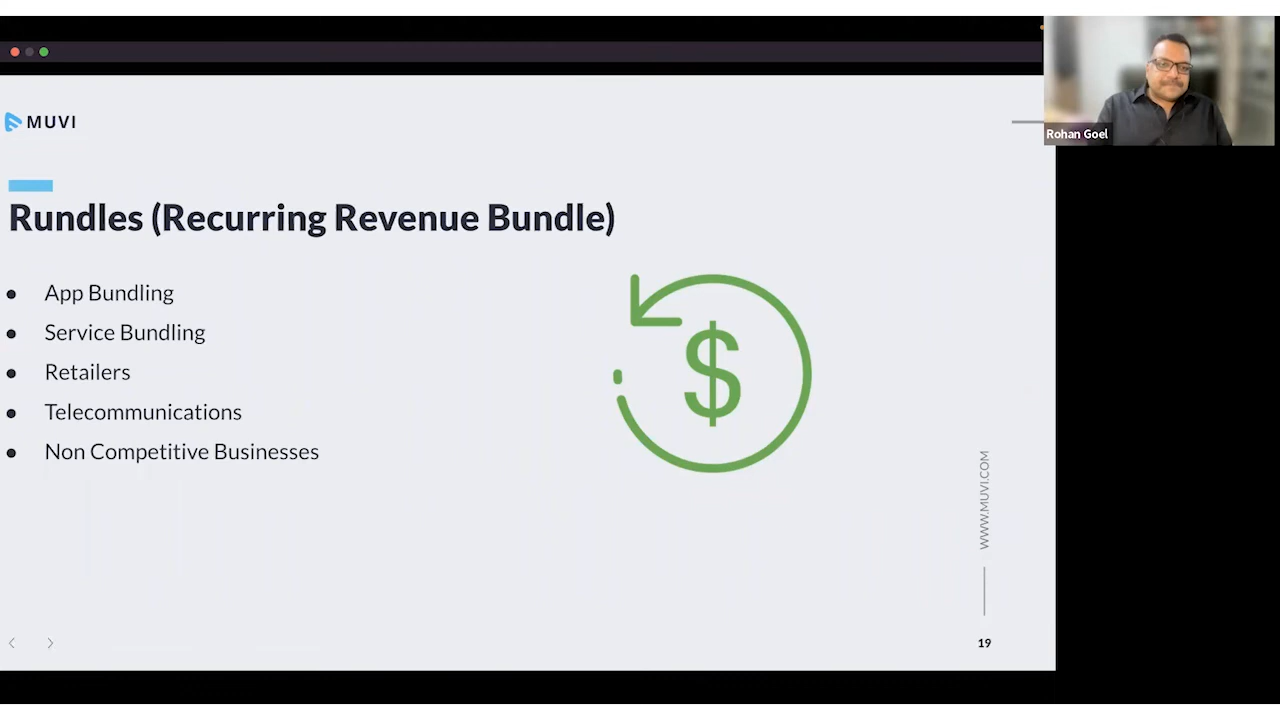 MUVI
Rohan Goel
Rundles (Recurring Revenue Bundle)
● App Bundling
● Service Bundling
● Retailers
● Telecommunications
● Non Competitive Businesses
$
WWW.MUVI.COM
19